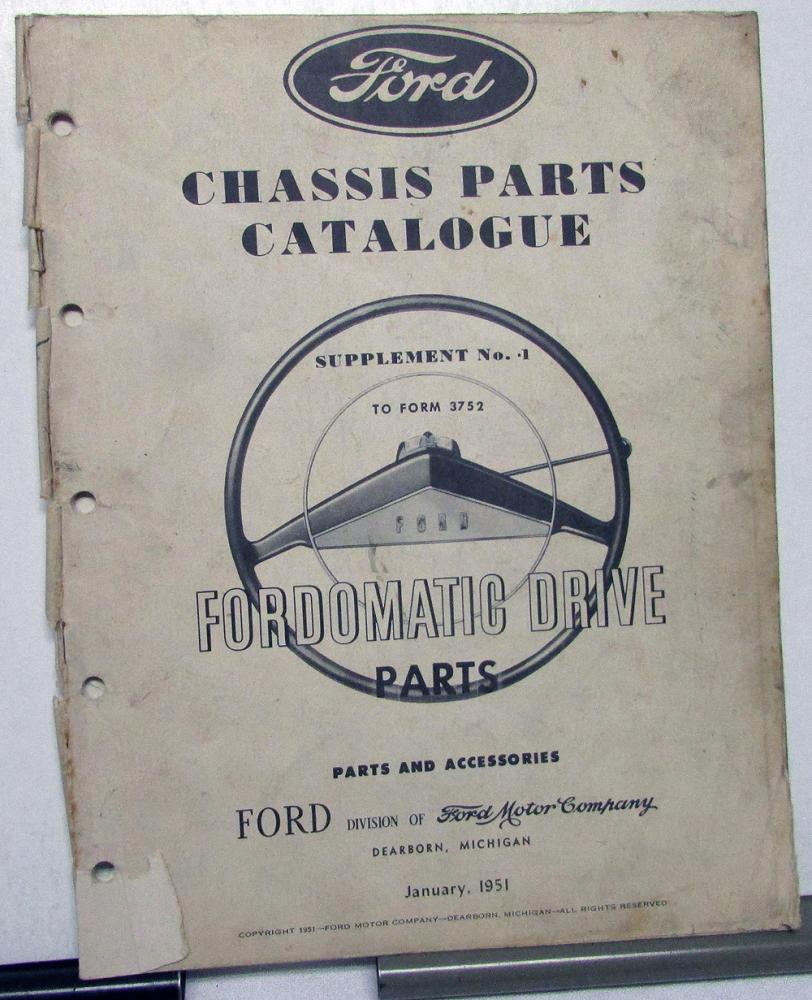 Ford
CHASSIS PARTS
CATALOGUE
SUPPLEMENT No. 1
TO FORM 3752
FORD
FORDOMATIC DRIVE
PARTS
PARTS AND ACCESSORIES
FORD DIVISION OF Ford Motor Company
DEARBORN, MICHIGAN
January, 1951
COPYRIGHT 1951—FORD MOTOR COMPANY—DEARBORN, MICHIGAN—ALL RIGHTS RESERVED